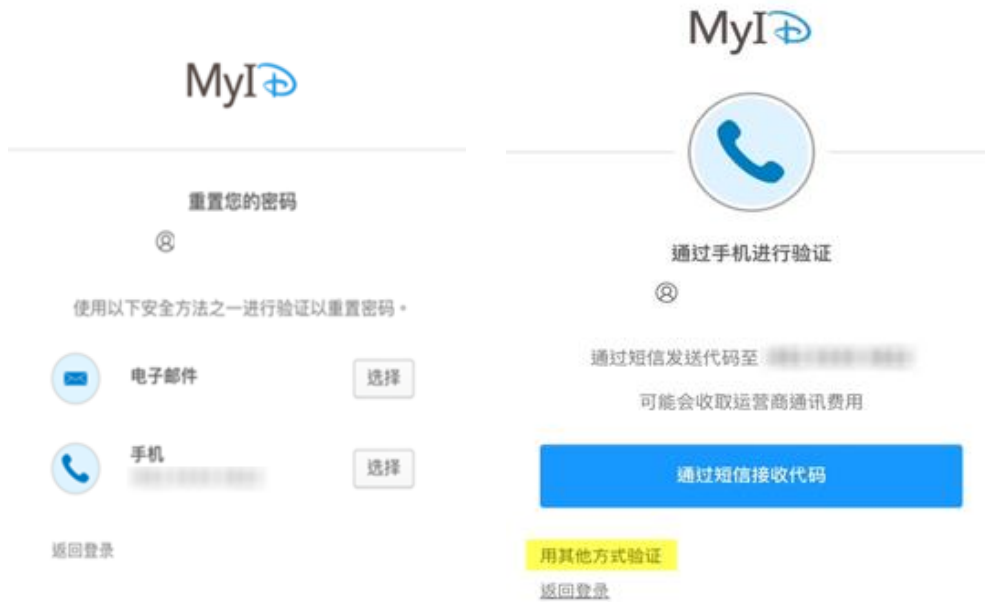 MyID
重置您的密码
使用以下安全方法之一进行验证以重置密码。
电子邮件
选择
手机
选择
返回登录
MyID
通过手机进行验证
通过短信发送代码至
可能会收取运营商通讯费用
通过短信接收代码
用其他方式验证
返回登录